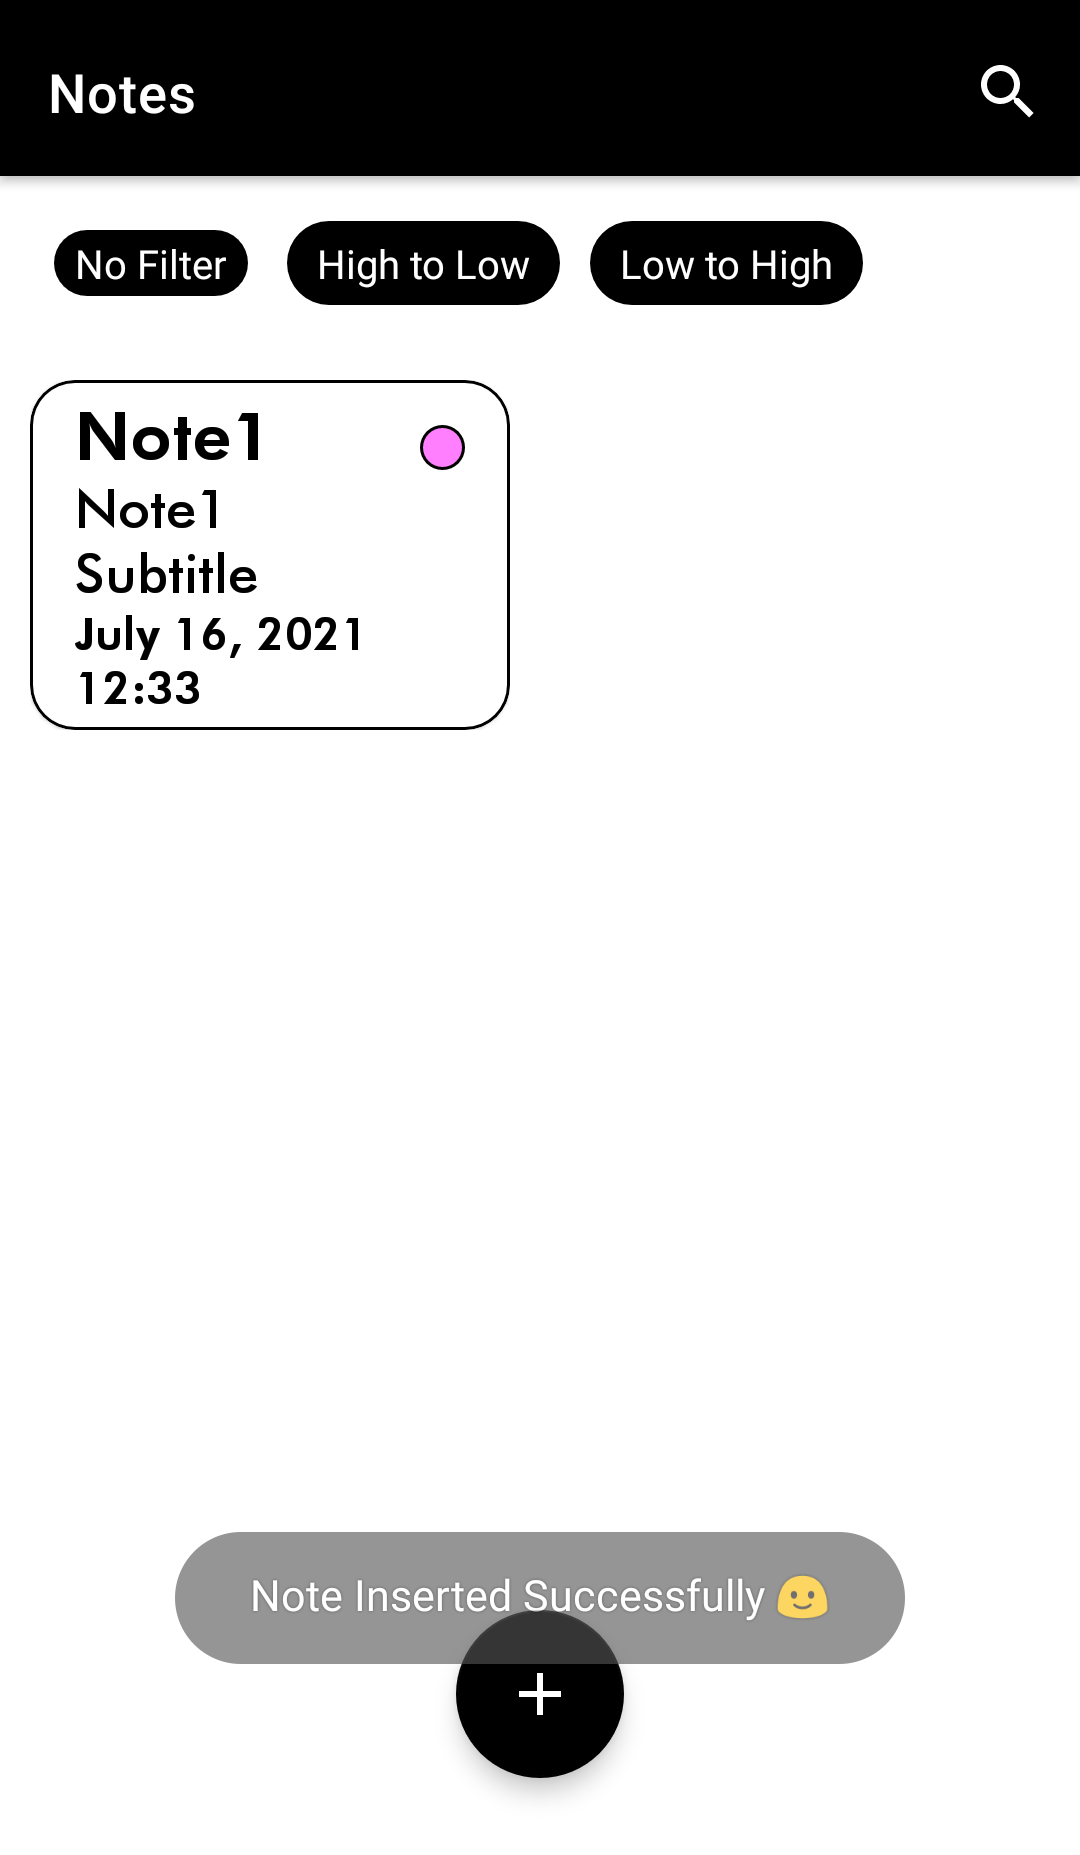 Notes
No Filter
High to Low
Low to High
Note1
Note1
Subtitle
July 16, 2021
12:33
Note Inserted Successfully 🙂